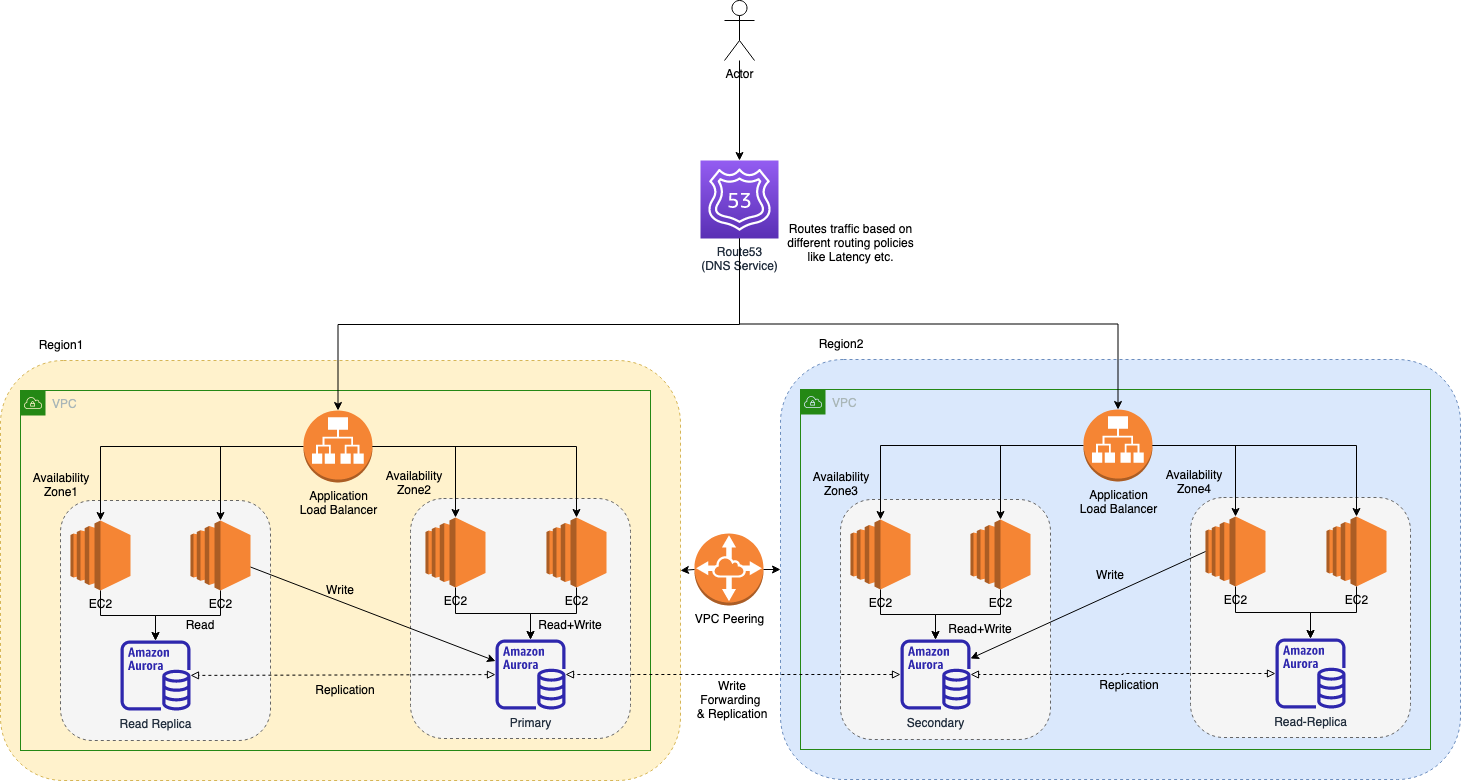 Actor
53
Route53
(DNS Service)
Routes traffic based on
different routing policies
like Latency etc.
Region1
Region2
VPC
VPC
Availability
Zone1
Application
Load Balancer
Availability
Zone2
Availability
Zone3
Application
Load Balancer
Availability
Zone4
EC2
EC2
EC2
EC2
EC2
EC2
EC2
EC2
Write
VPC Peering
Write
Read
Read+Write
Read+Write
Amazon
Aurora
Amazon
Aurora
Amazon
Aurora
Amazon
Aurora
Replication
Write
Forwarding
& Replication
Replication
Read Replica
Primary
Secondary
Read-Replica